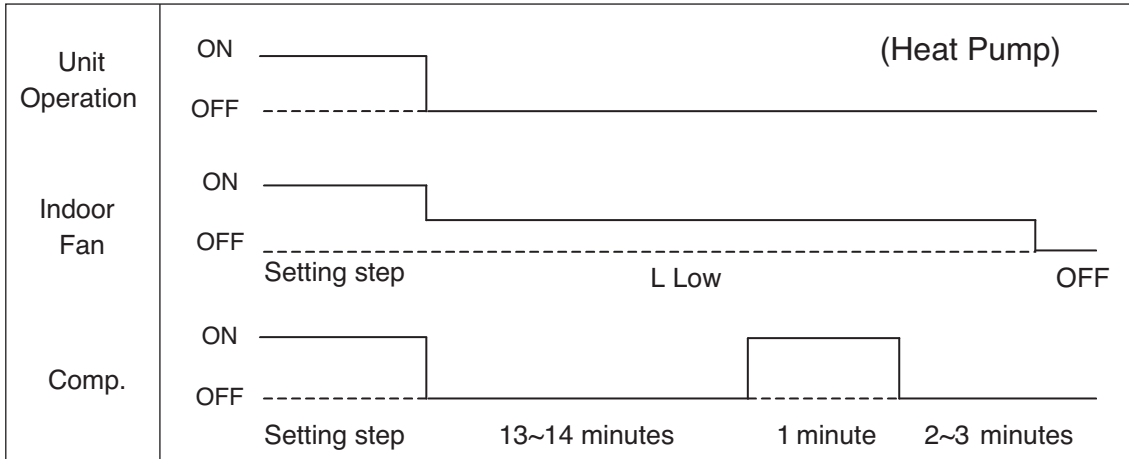 (Heat Pump)
Unit
Operation
ON
OFF
Indoor
Fan
ON
OFF
Setting step L Low OFF
Comp.
ON
OFF
Setting step 13~14 minutes 1 minute 2~3 minutes